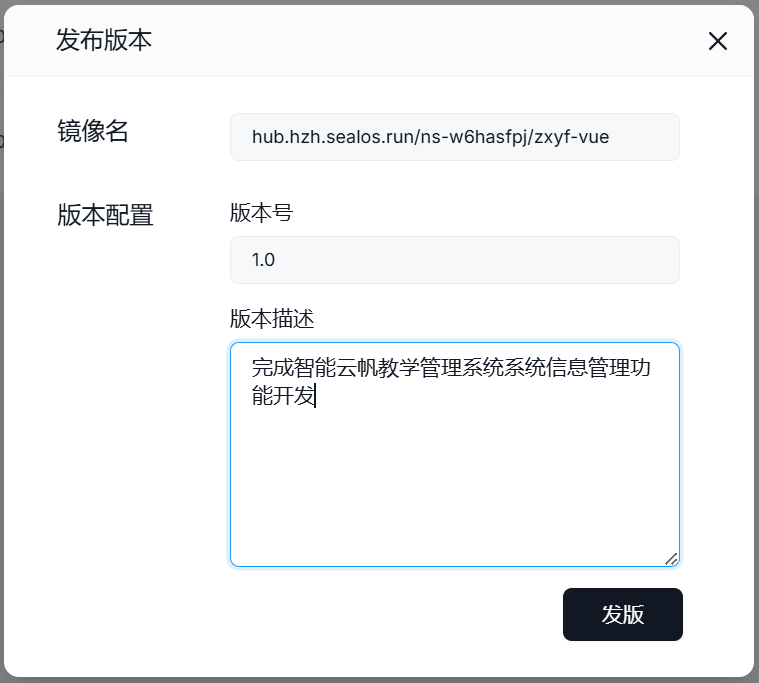 发布版本
镜像名
hub.hzh.sealos.run/ns-w6hasfpj/zxyf-vue
版本配置
版本号
1.0
版本描述
完成智能云帆教学管理系统系统信息管理功
能开发
发版